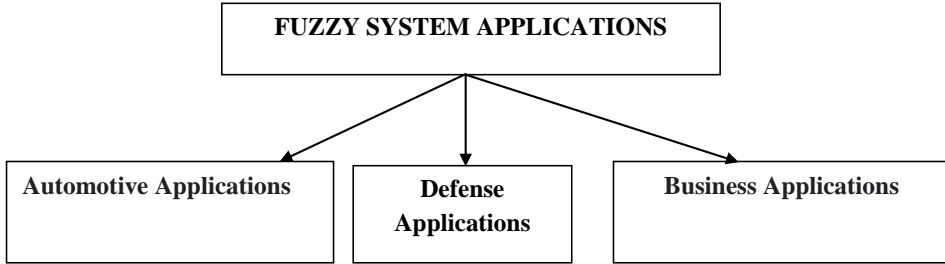 FUZZY SYSTEM APPLICATIONS
Automotive Applications
Defense
Applications
Business Applications